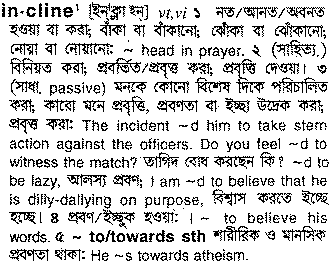 in·cline¹ [ইন্‌ক্লাইন্] vt,vi ১ নত/আনত/অবনত
হওয়া বা করা; বাঁকা বা বাঁকানো; ঝোঁকা বা ঝোঁকানো;
নোয়া বা নোয়ানো: ~ head in prayer. ২ (সাহিত্য.)
বিনিয়ত করা; প্রবর্তিত/প্রবৃত্ত করা; প্রবৃত্তি দেওয়া। ৩
(সাধা. passive) মনকে কোনো বিশেষ দিকে পরিচালিত
করা; কারো মনে প্রবৃত্তি, প্রবণতা বা ইচ্ছা উদ্রেক করা;
প্রবৃত্ত করা: The incident ~d him to take stern
action against the officers. Do you feel ~d to
witness the match? তাগিদ বোধ করছেন কি? ~d to
be lazy, আলস্য প্রবণ; I am ~d to believe that he
is dilly-dallying on purpose, বিশ্বাস করতে ইচ্ছে
হচ্ছে। ৪ প্রবণ/ইচ্ছুক হওয়া: I ~ to believe his
words. ৫ ~ to/towards sth শারীরিক ও মানসিক
প্রবণতা থাকা: He ~s towards atheism.